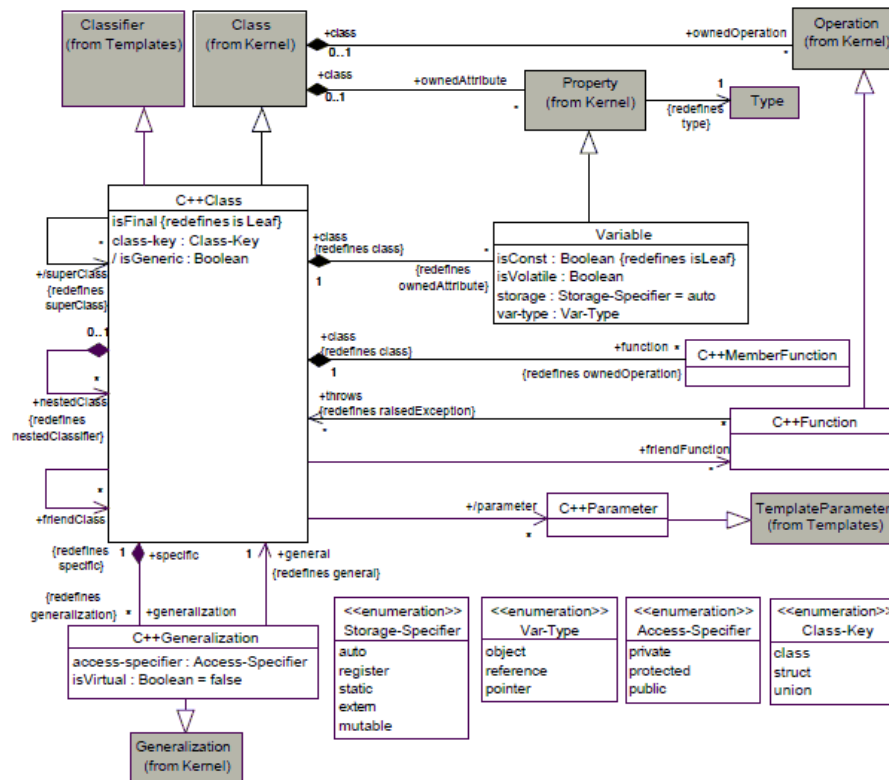 Classifier
(from Templates)
Class
(from Kernel)
+class
0..1
+ownedOperation
*
Operation
(from Kernel)
+class
0..1
+ownedAttribute
*
Property
(from Kernel)
1
{redefines
type}
Type
C++Class
isFinal {redefines is Leaf}
class-key : Class-Key
/ isGeneric : Boolean
*
+/superClass
{redefines
superClass}
0..1
*
+nestedClass
{redefines
nestedClassifier}
*
+friendClass
+class
{redefines class}
1
*
{redefines
ownedAttribute}
Variable
isConst : Boolean {redefines isLeaf}
isVolatile : Boolean
storage : Storage-Specifier = auto
var-type : Var-Type
+class
{redefines class}
1
+function *
{redefines ownedOperation}
C++MemberFunction
+throws
{redefines raisedException}
*
*
C++Function
+friendFunction
*
+/parameter
*
C++Parameter
TemplateParameter
(from Templates)
{redefines
specific}
1
+specific
1
+general
{redefines general}
{redefines
generalization}
*
+generalization
C++Generalization
access-specifier : Access-Specifier
isVirtual : Boolean = false
Generalization
(from Kernel)
<<enumeration>>
Storage-Specifier
auto
register
static
extern
mutable
<<enumeration>>
Var-Type
object
reference
pointer
<<enumeration>>
Access-Specifier
private
protected
public
<<enumeration>>
Class-Key
class
struct
union